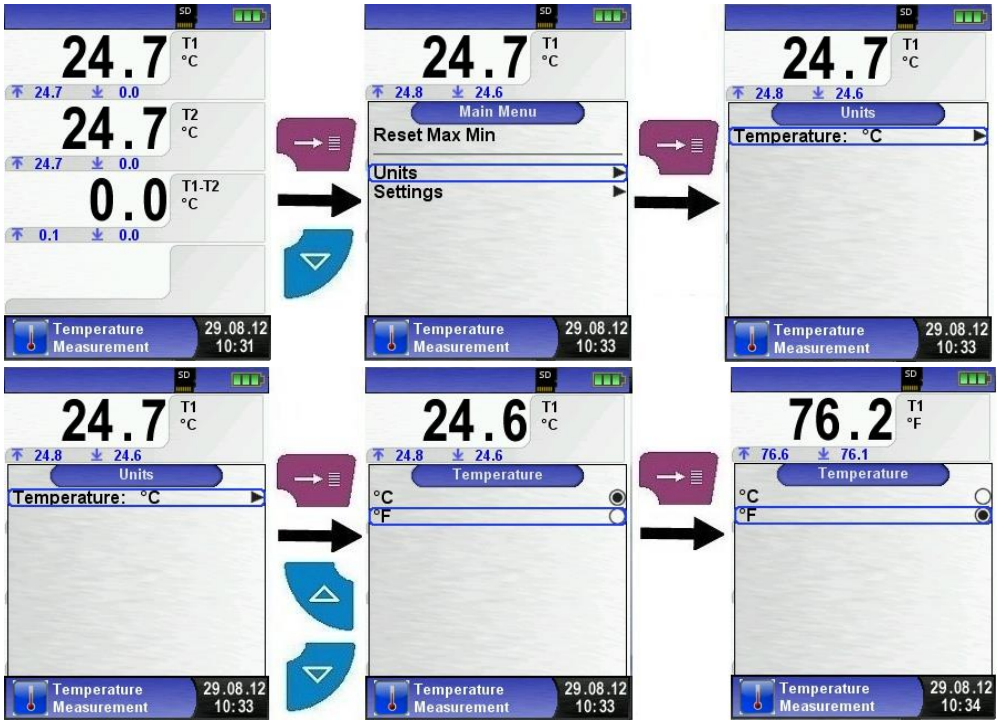 SD
24.7 T1 °C
24.7 0.0
24.7 T2 °C
24.7 0.0
0.0 T1-T2 °C
0.1 0.0
Temperature
Measurement
29.08.12
10:31
SD
24.7 T1 °C
24.8 24.6
Main Menu
Reset Max Min
Units
Settings
Temperature
Measurement
29.08.12
10:33
SD
24.7 T1 °C
24.8 24.6
Units
Temperature: °C
Temperature
Measurement
29.08.12
10:33
SD
24.7 T1 °C
24.8 24.6
Units
Temperature: °C
Temperature
Measurement
29.08.12
10:33
SD
24.6 T1 °C
24.8 24.6
Temperature
°C
°F
Temperature
Measurement
29.08.12
10:33
SD
76.2 T1 °F
76.6 76.1
Temperature
°C
°F
Temperature
Measurement
29.08.12
10:34